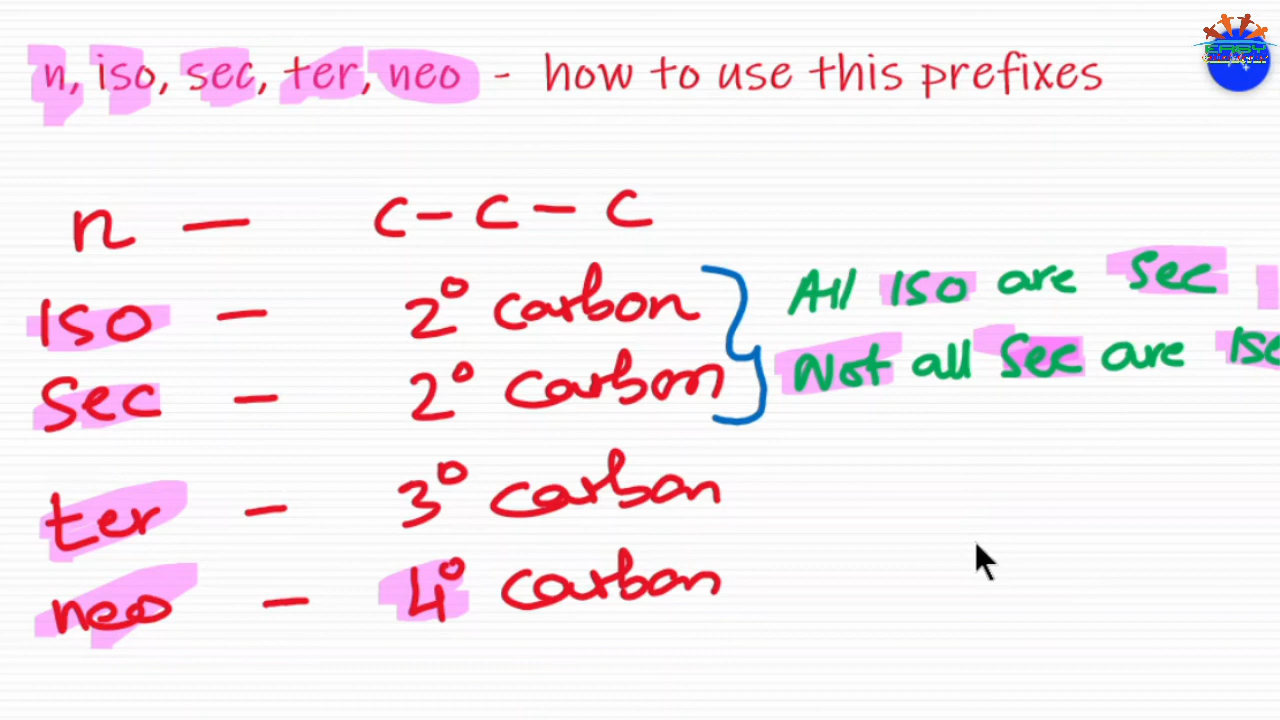 n, iso, sec, ter, neo - how to use this prefixes
n — C - C - C
Iso - 2° carbon
Sec - 2° carbon
ter - 3° carbon
neo - 4° carbon
All Iso are Sec
Not all Sec are